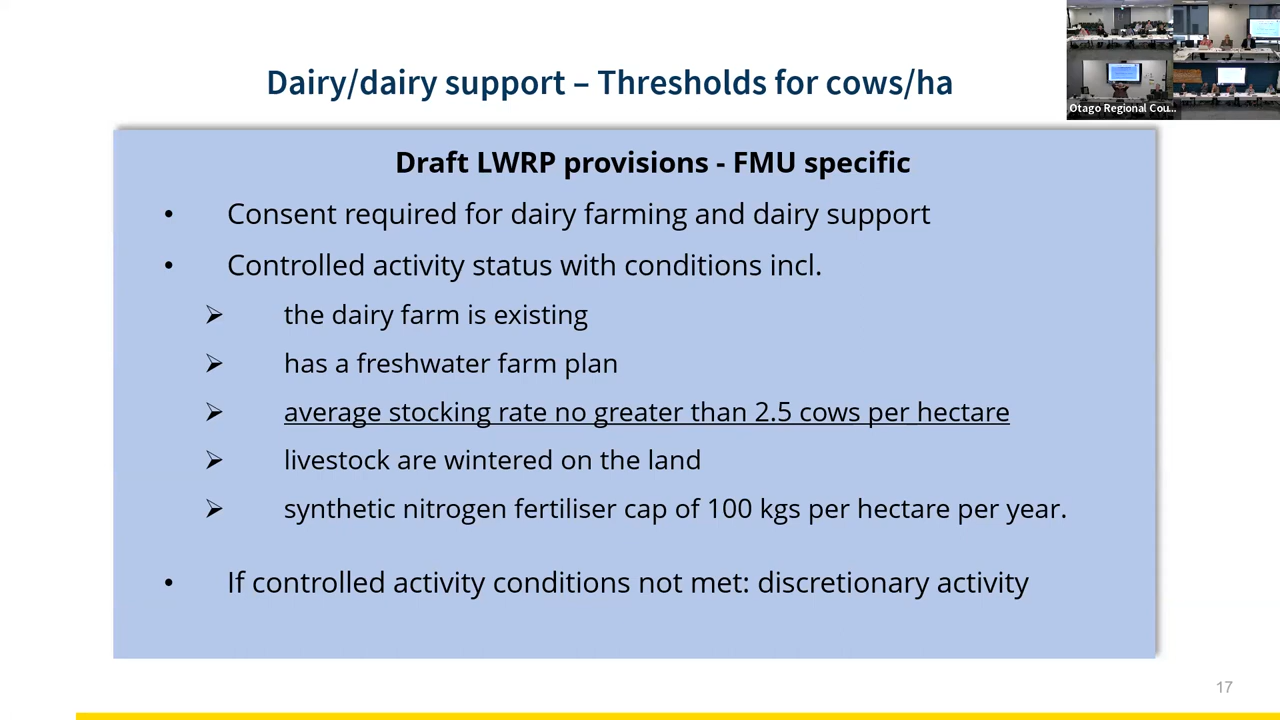 Dairy/dairy support – Thresholds for cows/ha
Otago Regional Cou...
Draft LWRP provisions - FMU specific
• Consent required for dairy farming and dairy support
• Controlled activity status with conditions incl.
➢ the dairy farm is existing
➢ has a freshwater farm plan
➢ average stocking rate no greater than 2.5 cows per hectare
➢ livestock are wintered on the land
➢ synthetic nitrogen fertiliser cap of 100 kgs per hectare per year.
• If controlled activity conditions not met: discretionary activity
17